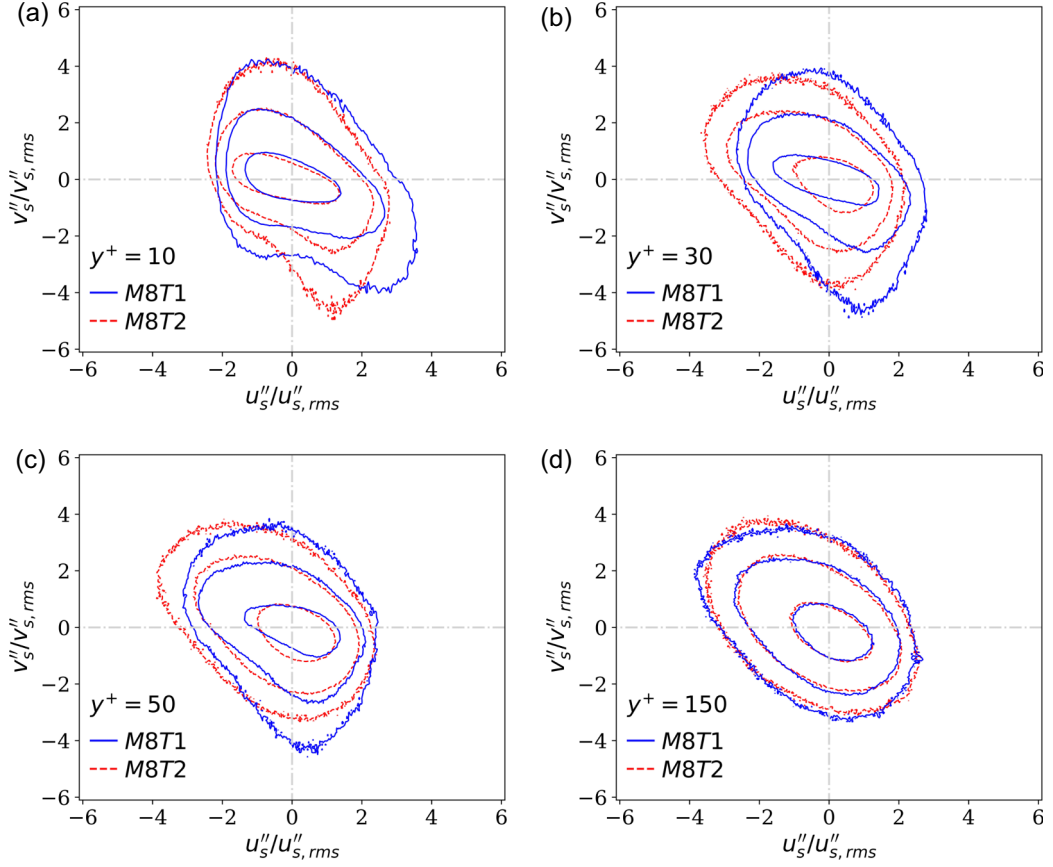 (a)
6
4
2
0
−2
−4
−6
v″s/v″s, rms
y+ = 10
M8T1
M8T2
−6 −4 −2 0 2 4 6
u″s/u″s, rms
(b)
6
4
2
0
−2
−4
−6
v″s/v″s, rms
y+ = 30
M8T1
M8T2
−6 −4 −2 0 2 4 6
u″s/u″s, rms
(c)
6
4
2
0
−2
−4
−6
v″s/v″s, rms
y+ = 50
M8T1
M8T2
−6 −4 −2 0 2 4 6
u″s/u″s, rms
(d)
6
4
2
0
−2
−4
−6
v″s/v″s, rms
y+ = 150
M8T1
M8T2
−6 −4 −2 0 2 4 6
u″s/u″s, rms